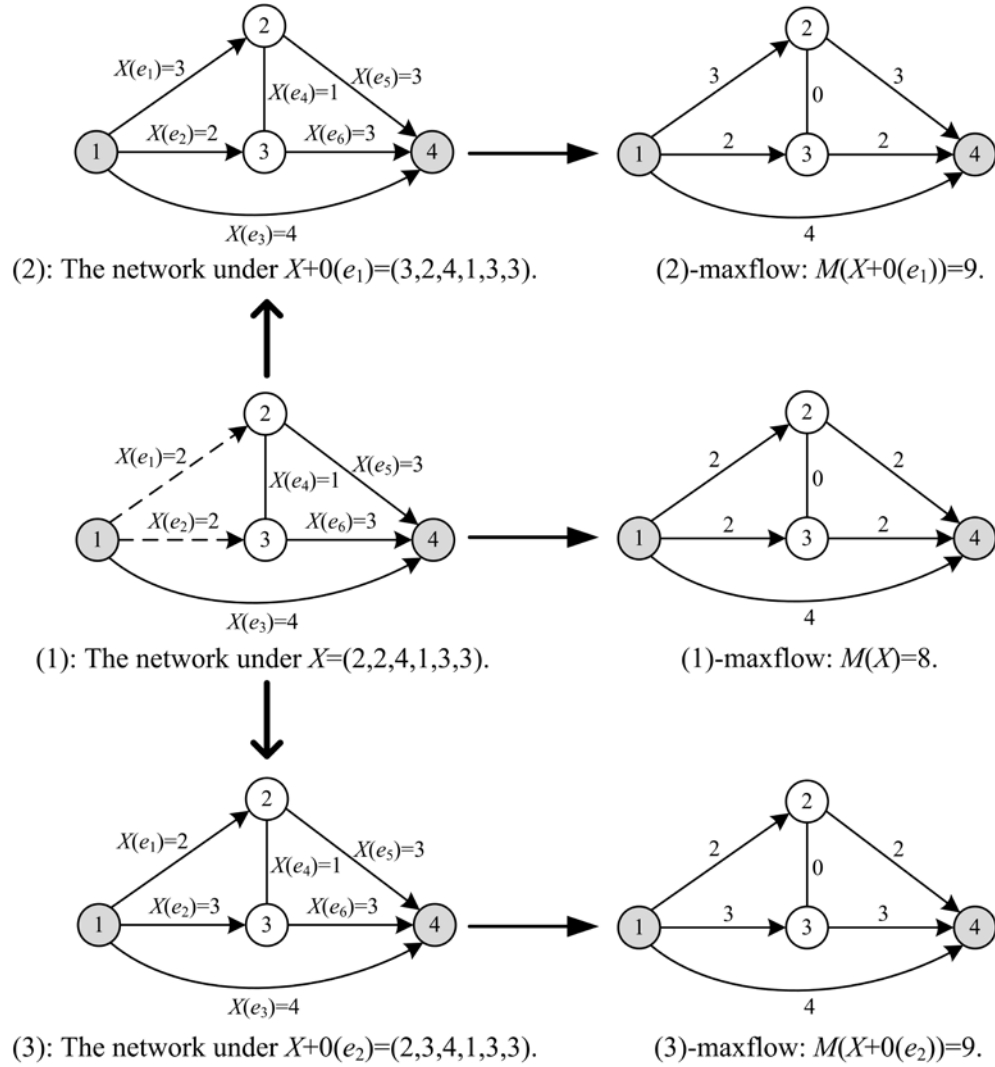 2
2
X(e₁)=3
X(e₅)=3
3
3
X(e₄)=1
0
1
X(e₂)=2
3
X(e₆)=3
4
1
2
3
2
4
X(e₃)=4
4
(2): The network under X+0(e₁)=(3,2,4,1,3,3).
(2)-maxflow: M(X+0(e₁))=9.
2
2
X(e₁)=2
X(e₅)=3
2
2
X(e₄)=1
0
1
X(e₂)=2
3
X(e₆)=3
4
1
2
3
2
4
X(e₃)=4
4
(1): The network under X=(2,2,4,1,3,3).
(1)-maxflow: M(X)=8.
2
2
X(e₁)=2
X(e₅)=3
2
2
X(e₄)=1
0
1
X(e₂)=3
3
X(e₆)=3
4
1
3
3
3
4
X(e₃)=4
4
(3): The network under X+0(e₂)=(2,3,4,1,3,3).
(3)-maxflow: M(X+0(e₂))=9.